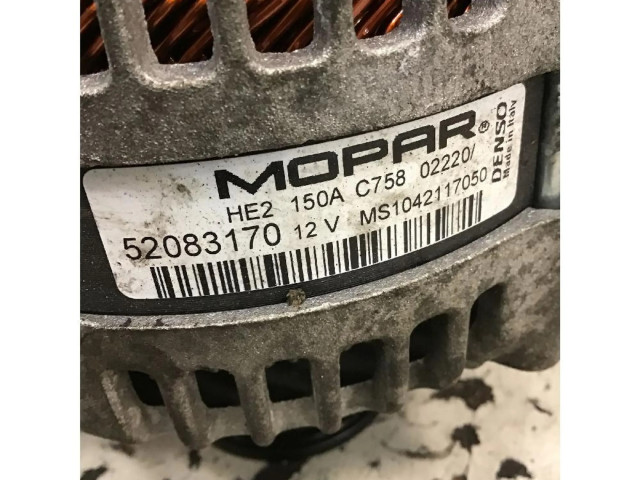 MOPAR®
HE2 150A C758 02220/
52083170 12 V MS1042117050
DENSO
Made in Italy